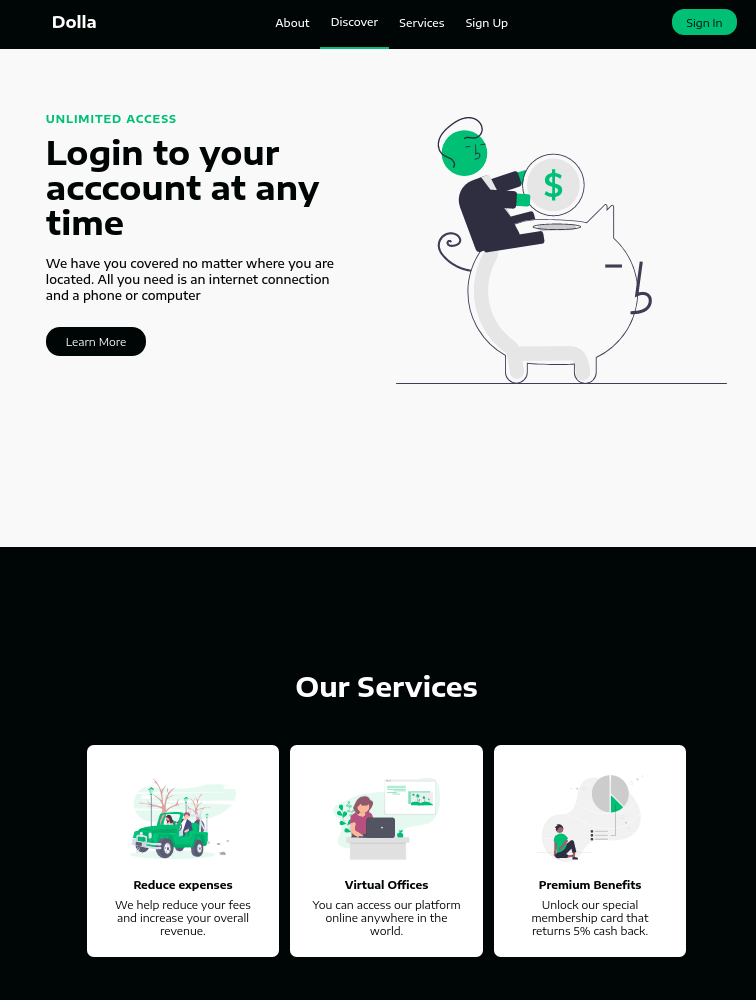 Dolla
About Discover Services Sign Up
Sign In
UNLIMITED ACCESS
Login to your
acccount at any
time
We have you covered no matter where you are
located. All you need is an internet connection
and a phone or computer
Learn More
$
Our Services
Reduce expenses
We help reduce your fees
and increase your overall
revenue.
Virtual Offices
You can access our platform
online anywhere in the
world.
Premium Benefits
Unlock our special
membership card that
returns 5% cash back.